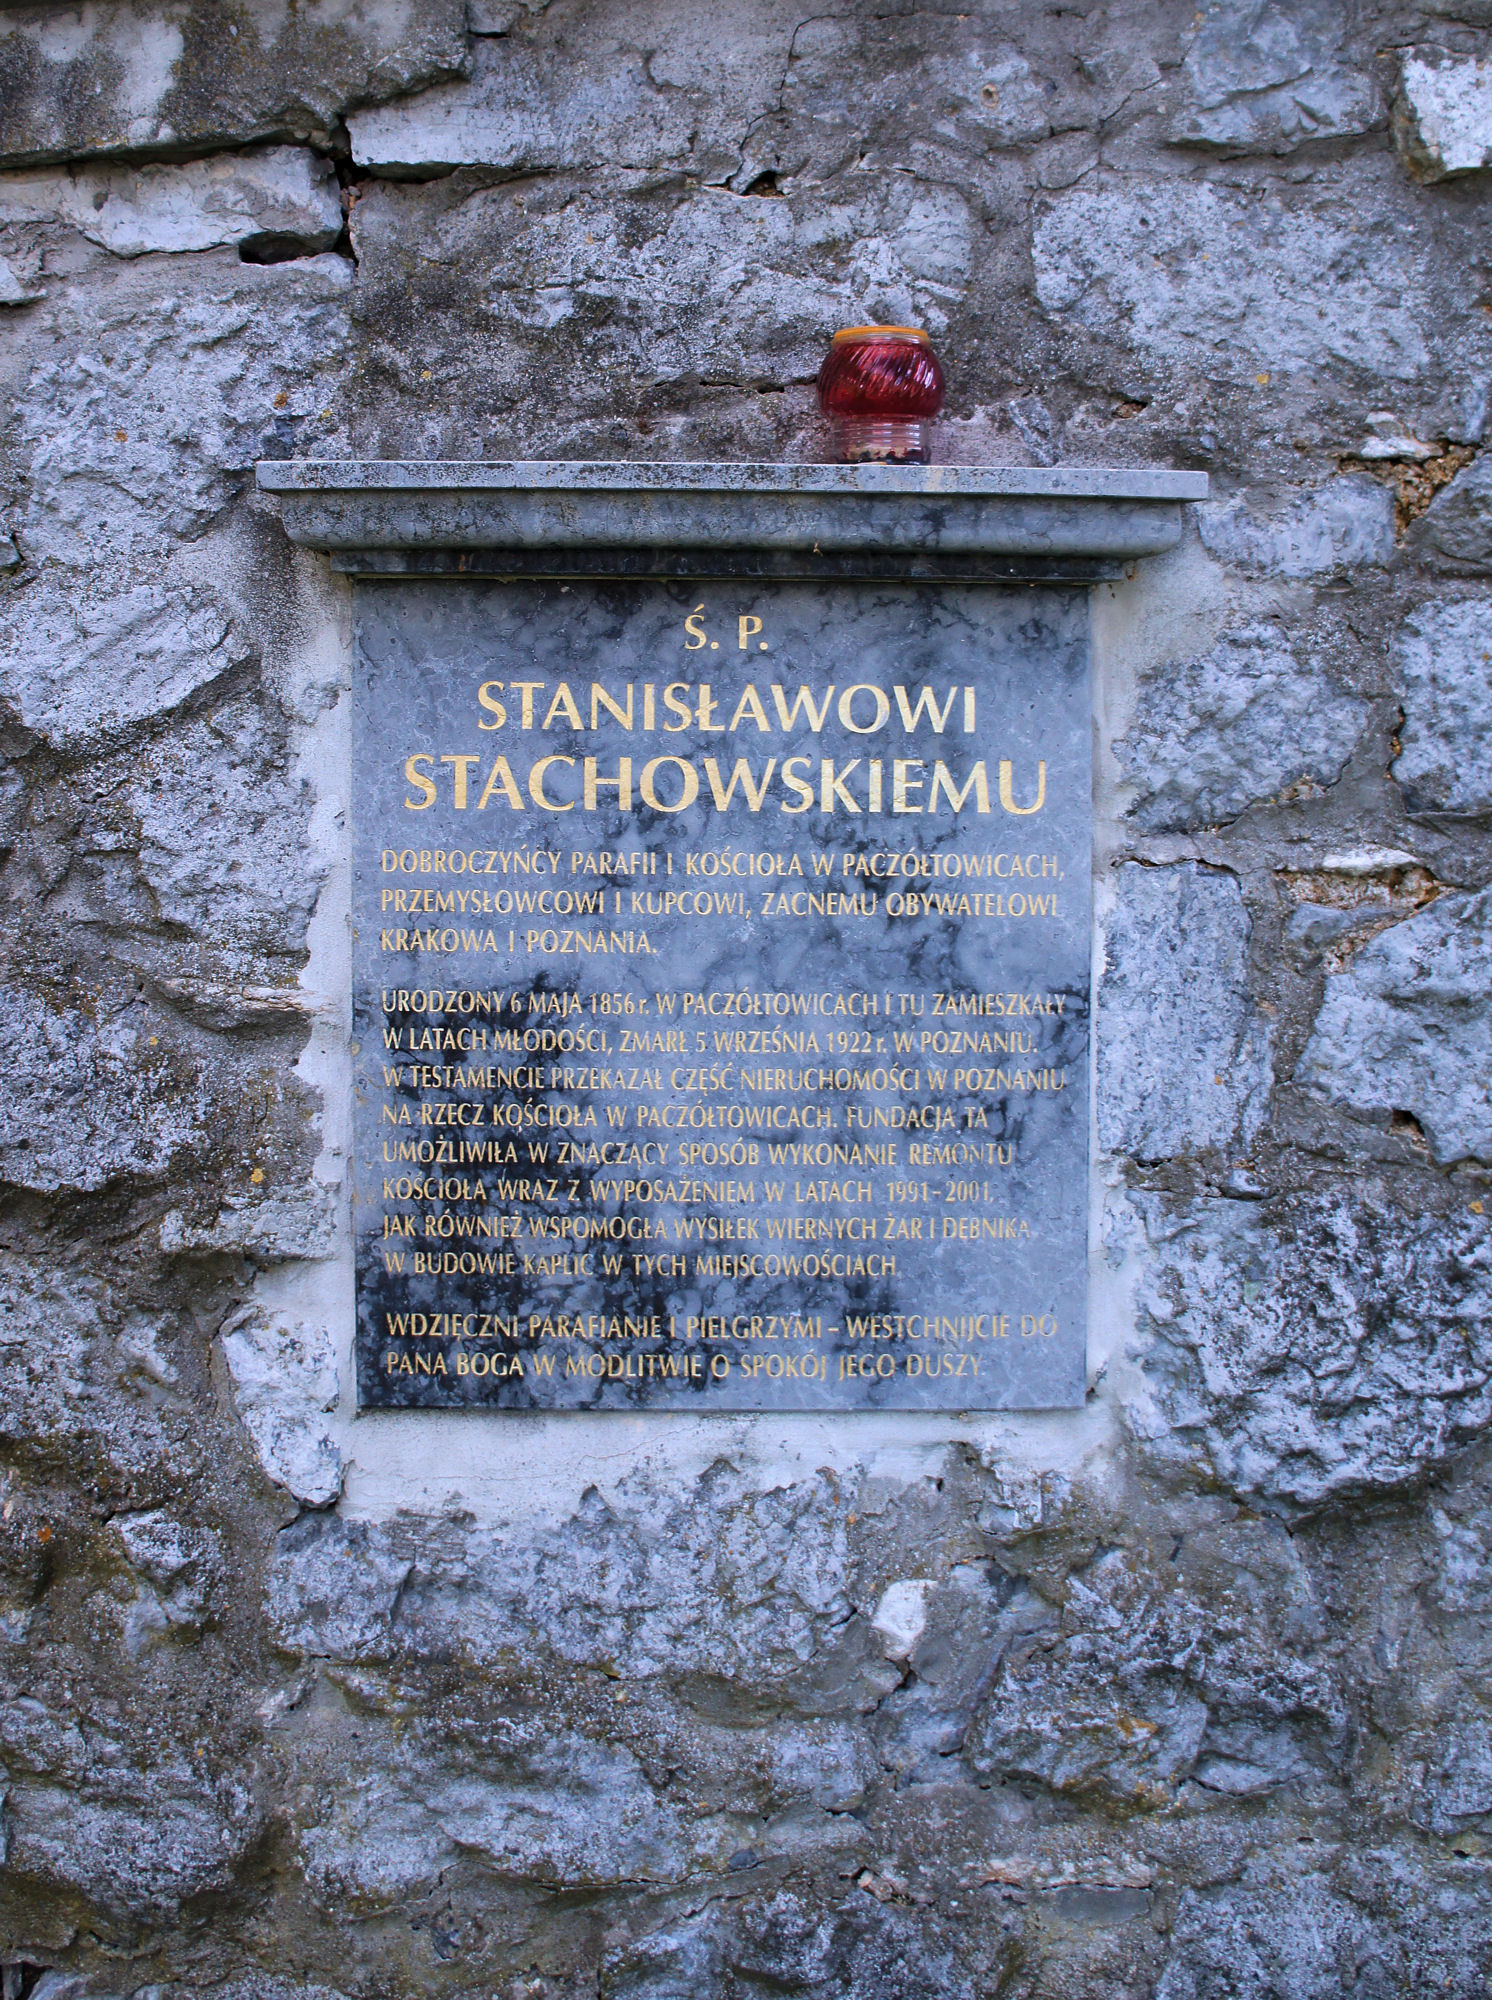 Ś. P.
STANISŁAWOWI
STACHOWSKIEMU
DOBROCZYŃCY PARAFII I KOŚCIOŁA W PACZÓŁTOWICACH,
PRZEMYSŁOWCOWI I KUPCOWI, ZACNEMU OBYWATELOWI
KRAKOWA I POZNANIA.
URODZONY 6 MAJA 1856 r. W PACZÓŁTOWICACH I TU ZAMIESZKAŁY
W LATACH MŁODOŚCI, ZMARŁ 5 WRZEŚNIA 1922 r. W POZNANIU.
W TESTAMENCIE PRZEKAZAŁ CZĘŚĆ NIERUCHOMOŚCI W POZNANIU
NA RZECZ KOŚCIOŁA W PACZÓŁTOWICACH. FUNDACJA TA
UMOŻLIWIŁA W ZNACZĄCY SPOSÓB WYKONANIE REMONTU
KOŚCIOŁA WRAZ Z WYPOSAŻENIEM W LATACH 1991-2001,
JAK RÓWNIEŻ WSPOMOGŁA WYSIŁEK WIERNYCH ŻAR I DĘBNIKA
W BUDOWIE KAPLIC W TYCH MIEJSCOWOŚCIACH.
WDZIĘCZNI PARAFIANIE I PIELGRZYMI - WESTCHNIJCIE DO
PANA BOGA W MODLITWIE O SPOKÓJ JEGO DUSZY.